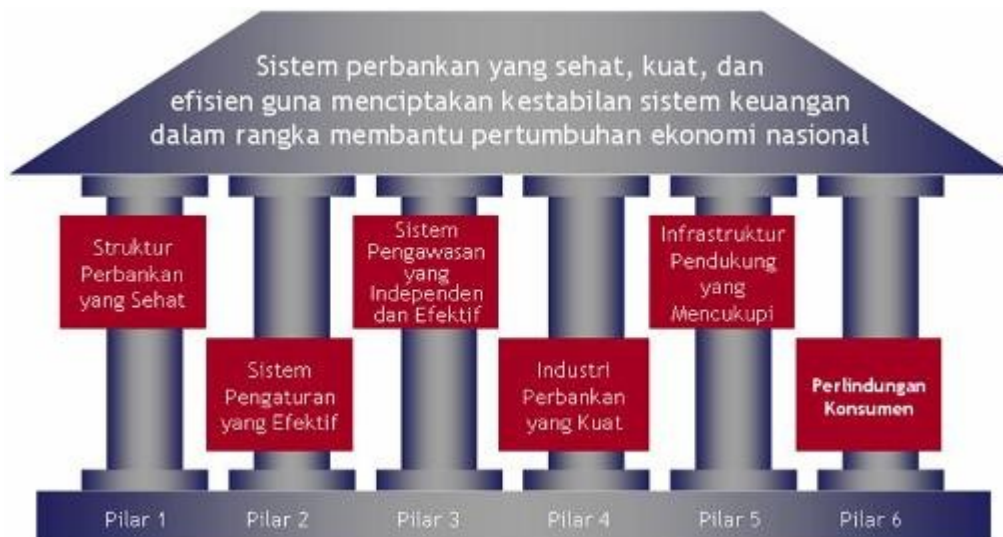 Sistem perbankan yang sehat, kuat, dan
efisien guna menciptakan kestabilan sistem keuangan
dalam rangka membantu pertumbuhan ekonomi nasional
Struktur
Perbankan
yang Sehat
Sistem
Pengaturan
yang Efektif
Sistem
Pengawasan
yang
Independen
dan Efektif
Industri
Perbankan
yang Kuat
Infrastruktur
Pendukung
yang
Mencukupi
Perlindungan
Konsumen
Pilar 1
Pilar 2
Pilar 3
Pilar 4
Pilar 5
Pilar 6